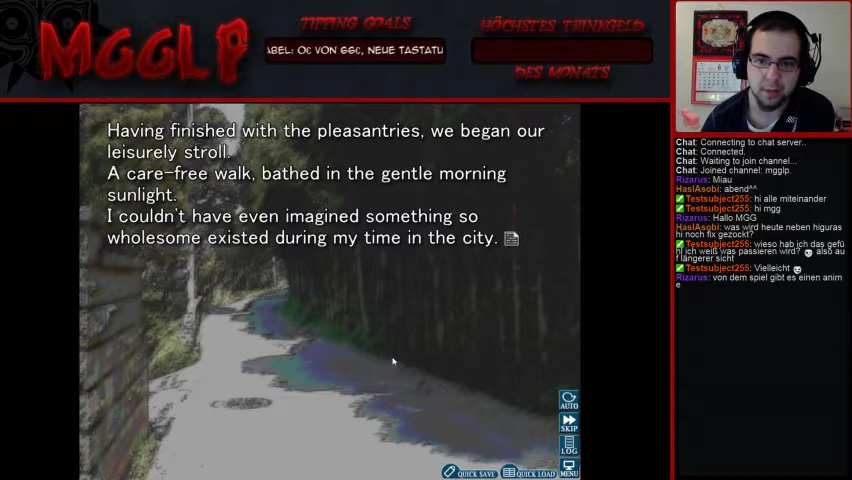 MGGLP
TIPPING GOALS
ABEL: OC VON GGC, NEUE TASTATU
HÖCHSTES TRINKGELD
DES MONATS
Having finished with the pleasantries, we began our
leisurely stroll.
A care-free walk, bathed in the gentle morning
sunlight.
I couldn't have even imagined something so
wholesome existed during my time in the city.
AUTO
SKIP
LOG
MENU
QUICK SAVE
QUICK LOAD
Chat: Connecting to chat server..
Chat: Connected.
Chat: Waiting to join channel...
Chat: Joined channel: mgglp.
Rizarus: Miau
HasiAsobi: abend^^
Testsubject255: hi alle miteinander
Testsubject255: hi mgg
Rizarus: Hallo MGG
HasiAsobi: was wird heute neben higuras
hi noch fix gezockt?
Testsubject255: wieso hab ich das gefü
hl ich weiß was passieren wird? also au
f längerer sicht
Testsubject255: Vielleicht
Rizarus: von dem spiel gibt es einen anim
e